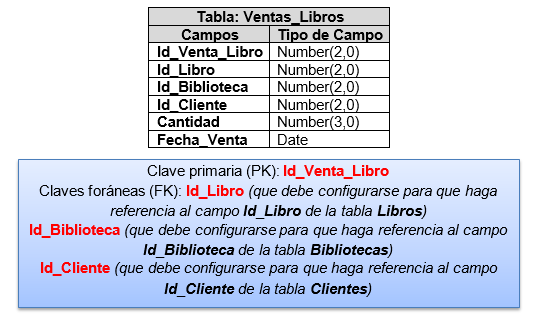 Tabla: Ventas_Libros
Campos Tipo de Campo
Id_Venta_Libro Number(2,0)
Id_Libro Number(2,0)
Id_Biblioteca Number(2,0)
Id_Cliente Number(2,0)
Cantidad Number(3,0)
Fecha_Venta Date
Clave primaria (PK): Id_Venta_Libro
Claves foráneas (FK): Id_Libro (que debe configurarse para que haga
referencia al campo Id_Libro de la tabla Libros)
Id_Biblioteca (que debe configurarse para que haga referencia al campo
Id_Biblioteca de la tabla Bibliotecas)
Id_Cliente (que debe configurarse para que haga referencia al campo
Id_Cliente de la tabla Clientes)